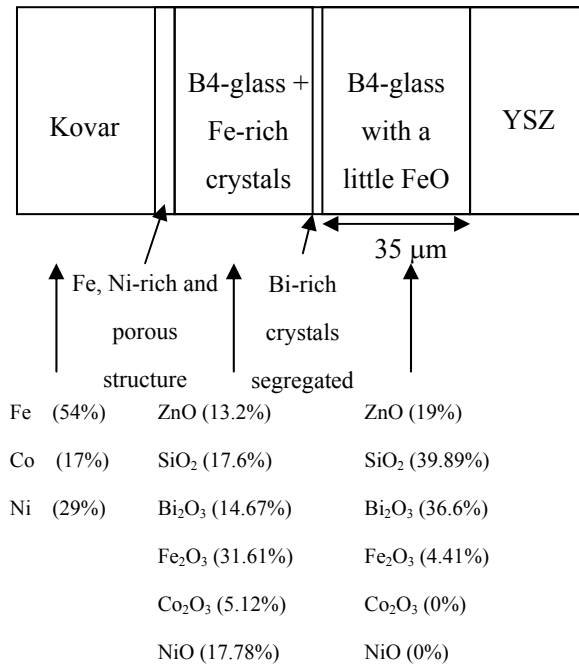 Kovar
B4-glass +
Fe-rich
crystals
B4-glass
with a
little FeO
YSZ
35 μm
Fe, Ni-rich and
porous
structure
Bi-rich
crystals
segregated
Fe (54%)
Co (17%)
Ni (29%)
ZnO (13.2%)
SiO₂ (17.6%)
Bi₂O₃ (14.67%)
Fe₂O₃ (31.61%)
Co₂O₃ (5.12%)
NiO (17.78%)
ZnO (19%)
SiO₂ (39.89%)
Bi₂O₃ (36.6%)
Fe₂O₃ (4.41%)
Co₂O₃ (0%)
NiO (0%)